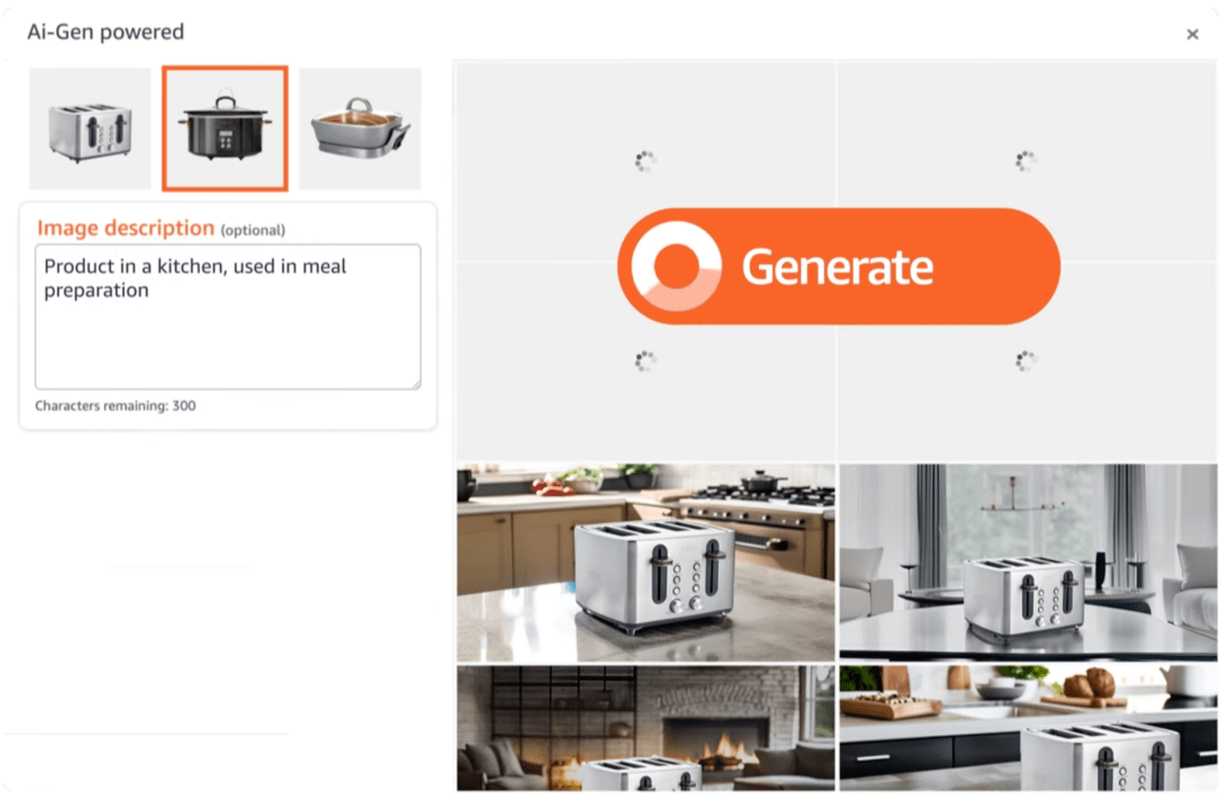 Ai-Gen powered
Image description (optional)
Product in a kitchen, used in meal
preparation
Characters remaining: 300
Generate